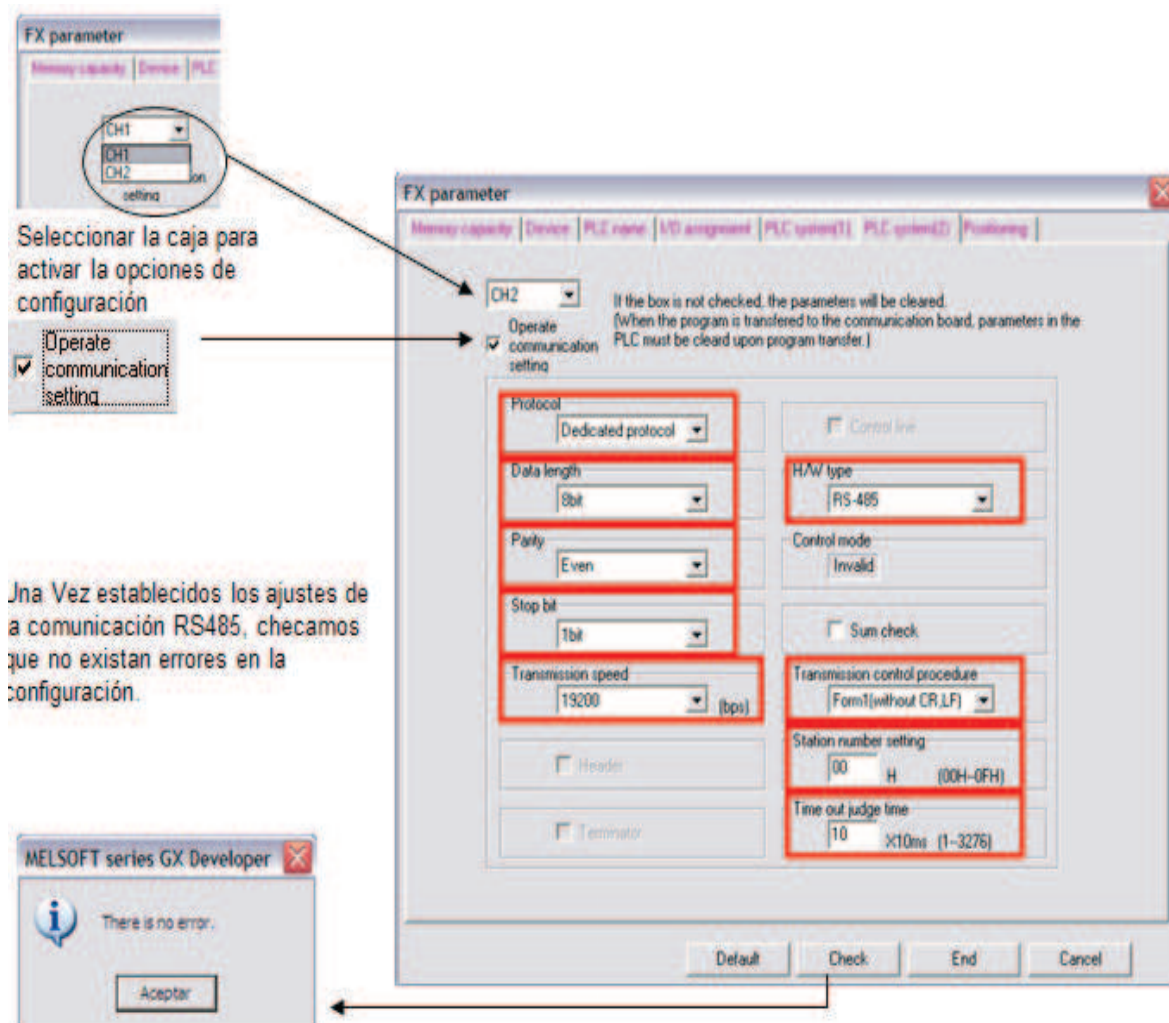 FX parameter
Memory capacity Device PLC
CH1
CH1
CH2
on
setting
Seleccionar la caja para
activar la opciones de
configuración
Operate
communication
setting
Una Vez establecidos los ajustes de
la comunicación RS485, checamos
que no existan errores en la
configuración.
MELSOFT series GX Developer
There is no error.
Aceptar
FX parameter
Memory capacity Device PLC name I/O assignment PLC system(1) PLC system(2) Positioning
CH2
If the box is not checked, the parameters will be cleared.
(When the program is transfered to the communication board, parameters in the
PLC must be cleard upon program transfer.)
Operate
communication
setting
Protocol
Dedicated protocol
Control line
Data length
8bit
H/W type
RS-485
Parity
Even
Control mode
Invalid
Stop bit
1bit
Sum check
Transmission speed
19200 (bps)
Transmission control procedure
Form1(without CR,LF)
Header
Station number setting
00 H (00H-0FH)
Terminator
Time out judge time
10 X10ms (1-3276)
Default Check End Cancel